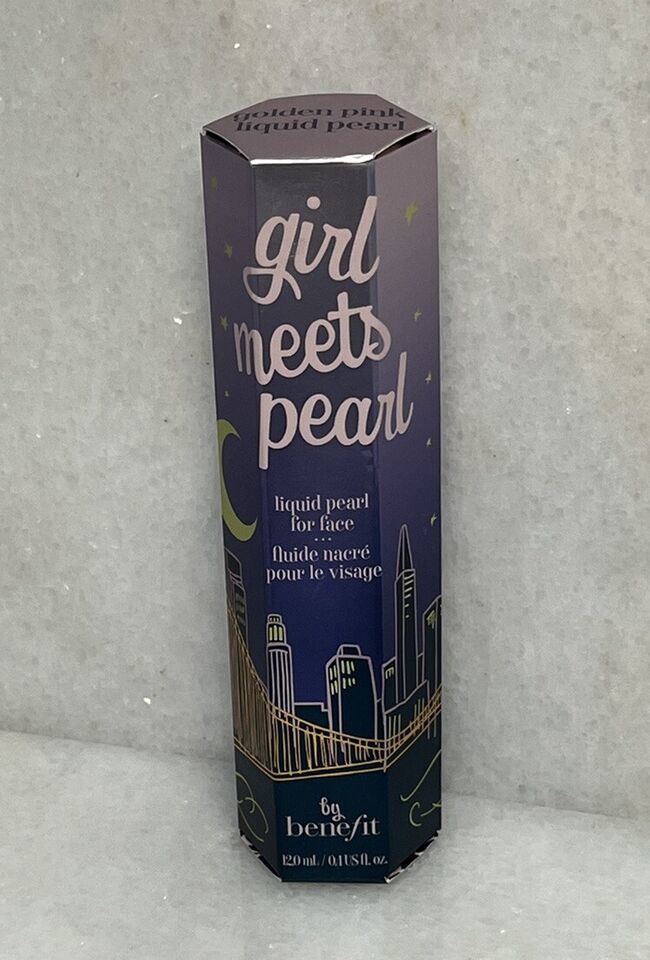 golden pink
liquid pearl
girl
meets
pearl
liquid pearl
for face
...
fluide nacré
pour le visage
by
benefit
12.0 mL / 0.4 US fl. oz.